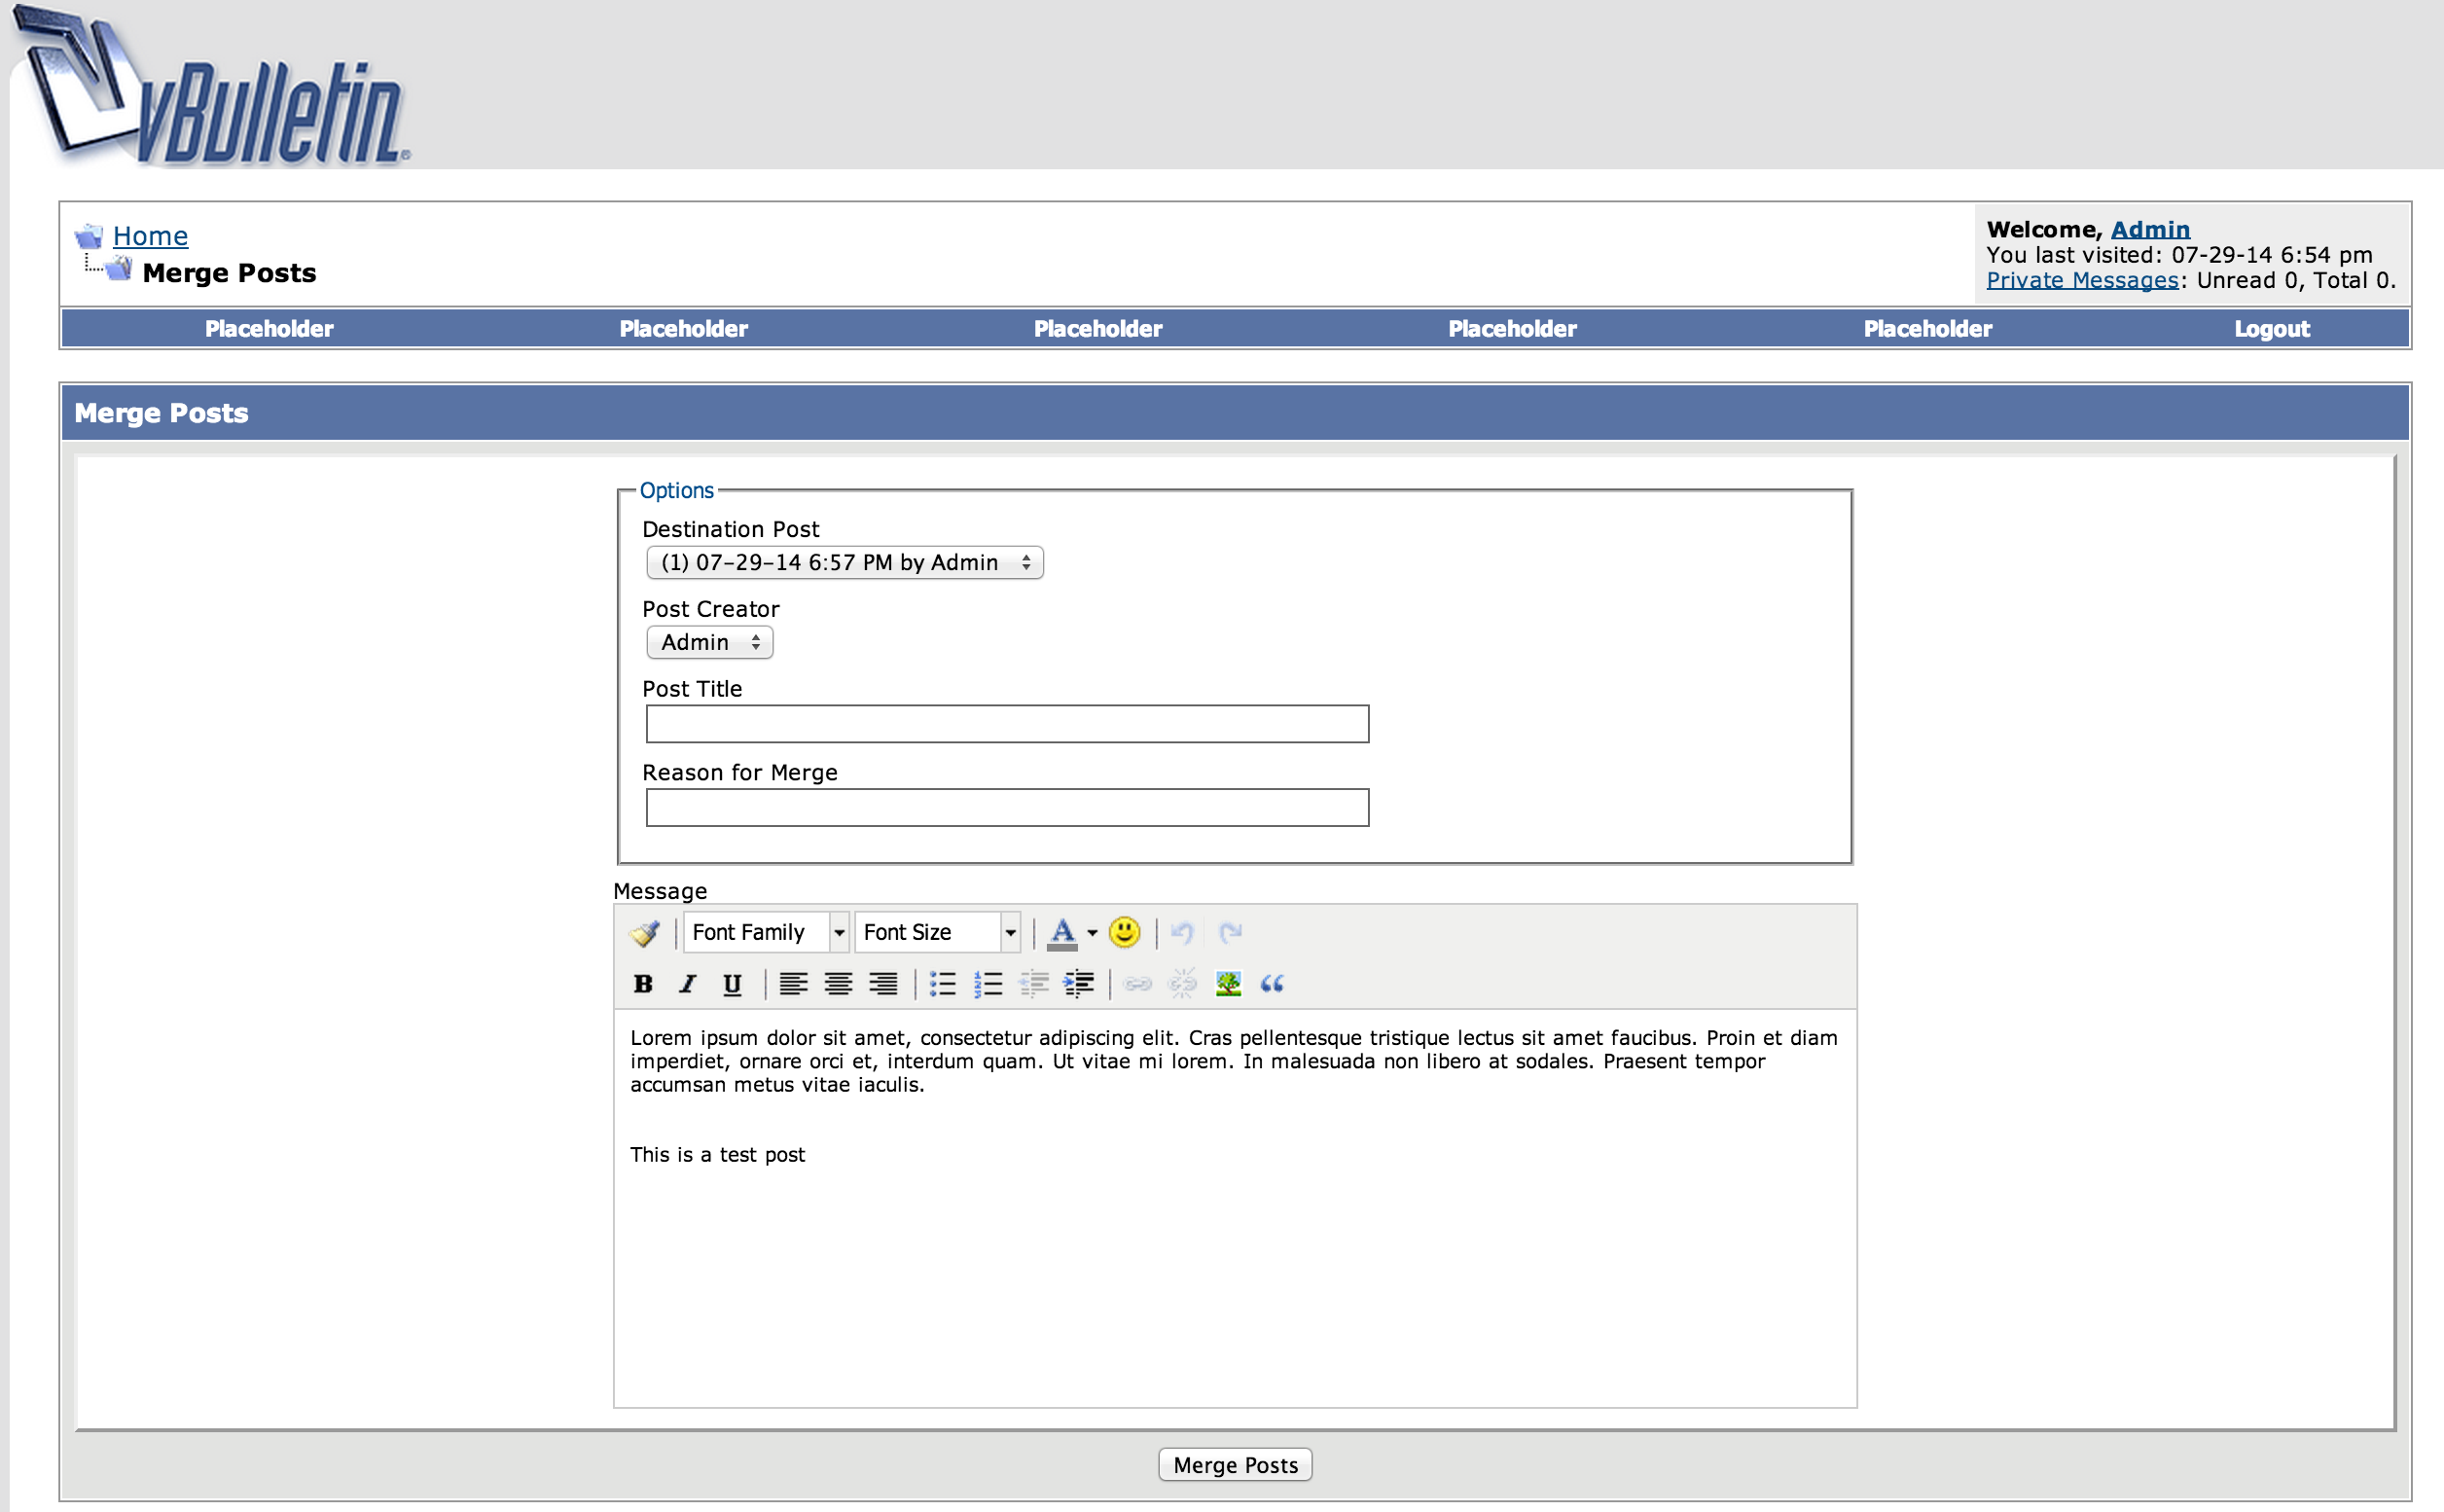 vBulletin®
Home
Merge Posts
Welcome, Admin
You last visited: 07-29-14 6:54 pm
Private Messages: Unread 0, Total 0.
Placeholder Placeholder Placeholder Placeholder Placeholder Logout
Merge Posts
Options
Destination Post
(1) 07-29-14 6:57 PM by Admin
Post Creator
Admin
Post Title
Reason for Merge
Message
Font Family Font Size A
B I U
Lorem ipsum dolor sit amet, consectetur adipiscing elit. Cras pellentesque tristique lectus sit amet faucibus. Proin et diam
imperdiet, ornare orci et, interdum quam. Ut vitae mi lorem. In malesuada non libero at sodales. Praesent tempor
accumsan metus vitae iaculis.
This is a test post
Merge Posts